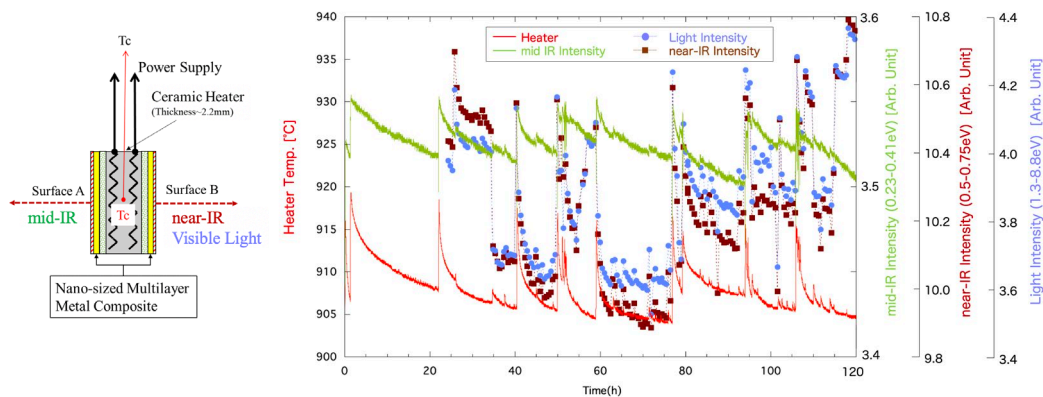 Tc
Power Supply
Ceramic Heater
(Thickness~2.2mm)
Surface A
Surface B
mid-IR
Tc
near-IR
Visible Light
Nano-sized Multilayer
Metal Composite
Heater
mid IR Intensity
Light Intensity
near-IR Intensity
Heater Temp. [°C]
940
935
930
925
920
915
910
905
900
0
20
40
60
80
100
120
Time(h)
3.6
3.5
3.4
mid-IR Intensity (0.23-0.41eV) [Arb. Unit]
10.8
10.6
10.4
10.2
10.0
9.8
near-IR Intensity (0.5-0.75eV) [Arb. Unit]
4.4
4.2
4.0
3.8
3.6
3.4
Light Intensity (1.3-8.8eV) [Arb. Unit]